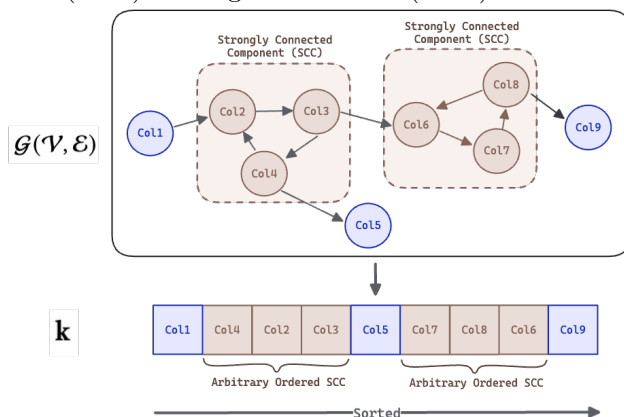 Strongly Connected
Component (SCC)
Strongly Connected
Component (SCC)
Col1
Col2
Col3
Col4
Col5
Col6
Col7
Col8
Col9
𝒢(𝒱, ℰ)
k
Col1 Col4 Col2 Col3 Col5 Col7 Col8 Col6 Col9
Arbitrary Ordered SCC
Arbitrary Ordered SCC
Sorted